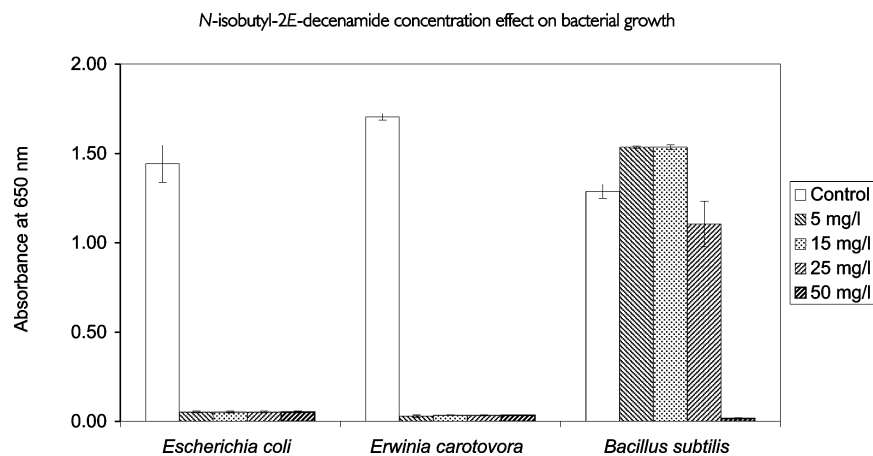 N-isobutyl-2E-decenamide concentration effect on bacterial growth
2.00
1.50
1.00
0.50
0.00
Absorbance at 650 nm
Escherichia coli
Erwinia carotovora
Bacillus subtilis
Control
5 mg/l
15 mg/l
25 mg/l
50 mg/l